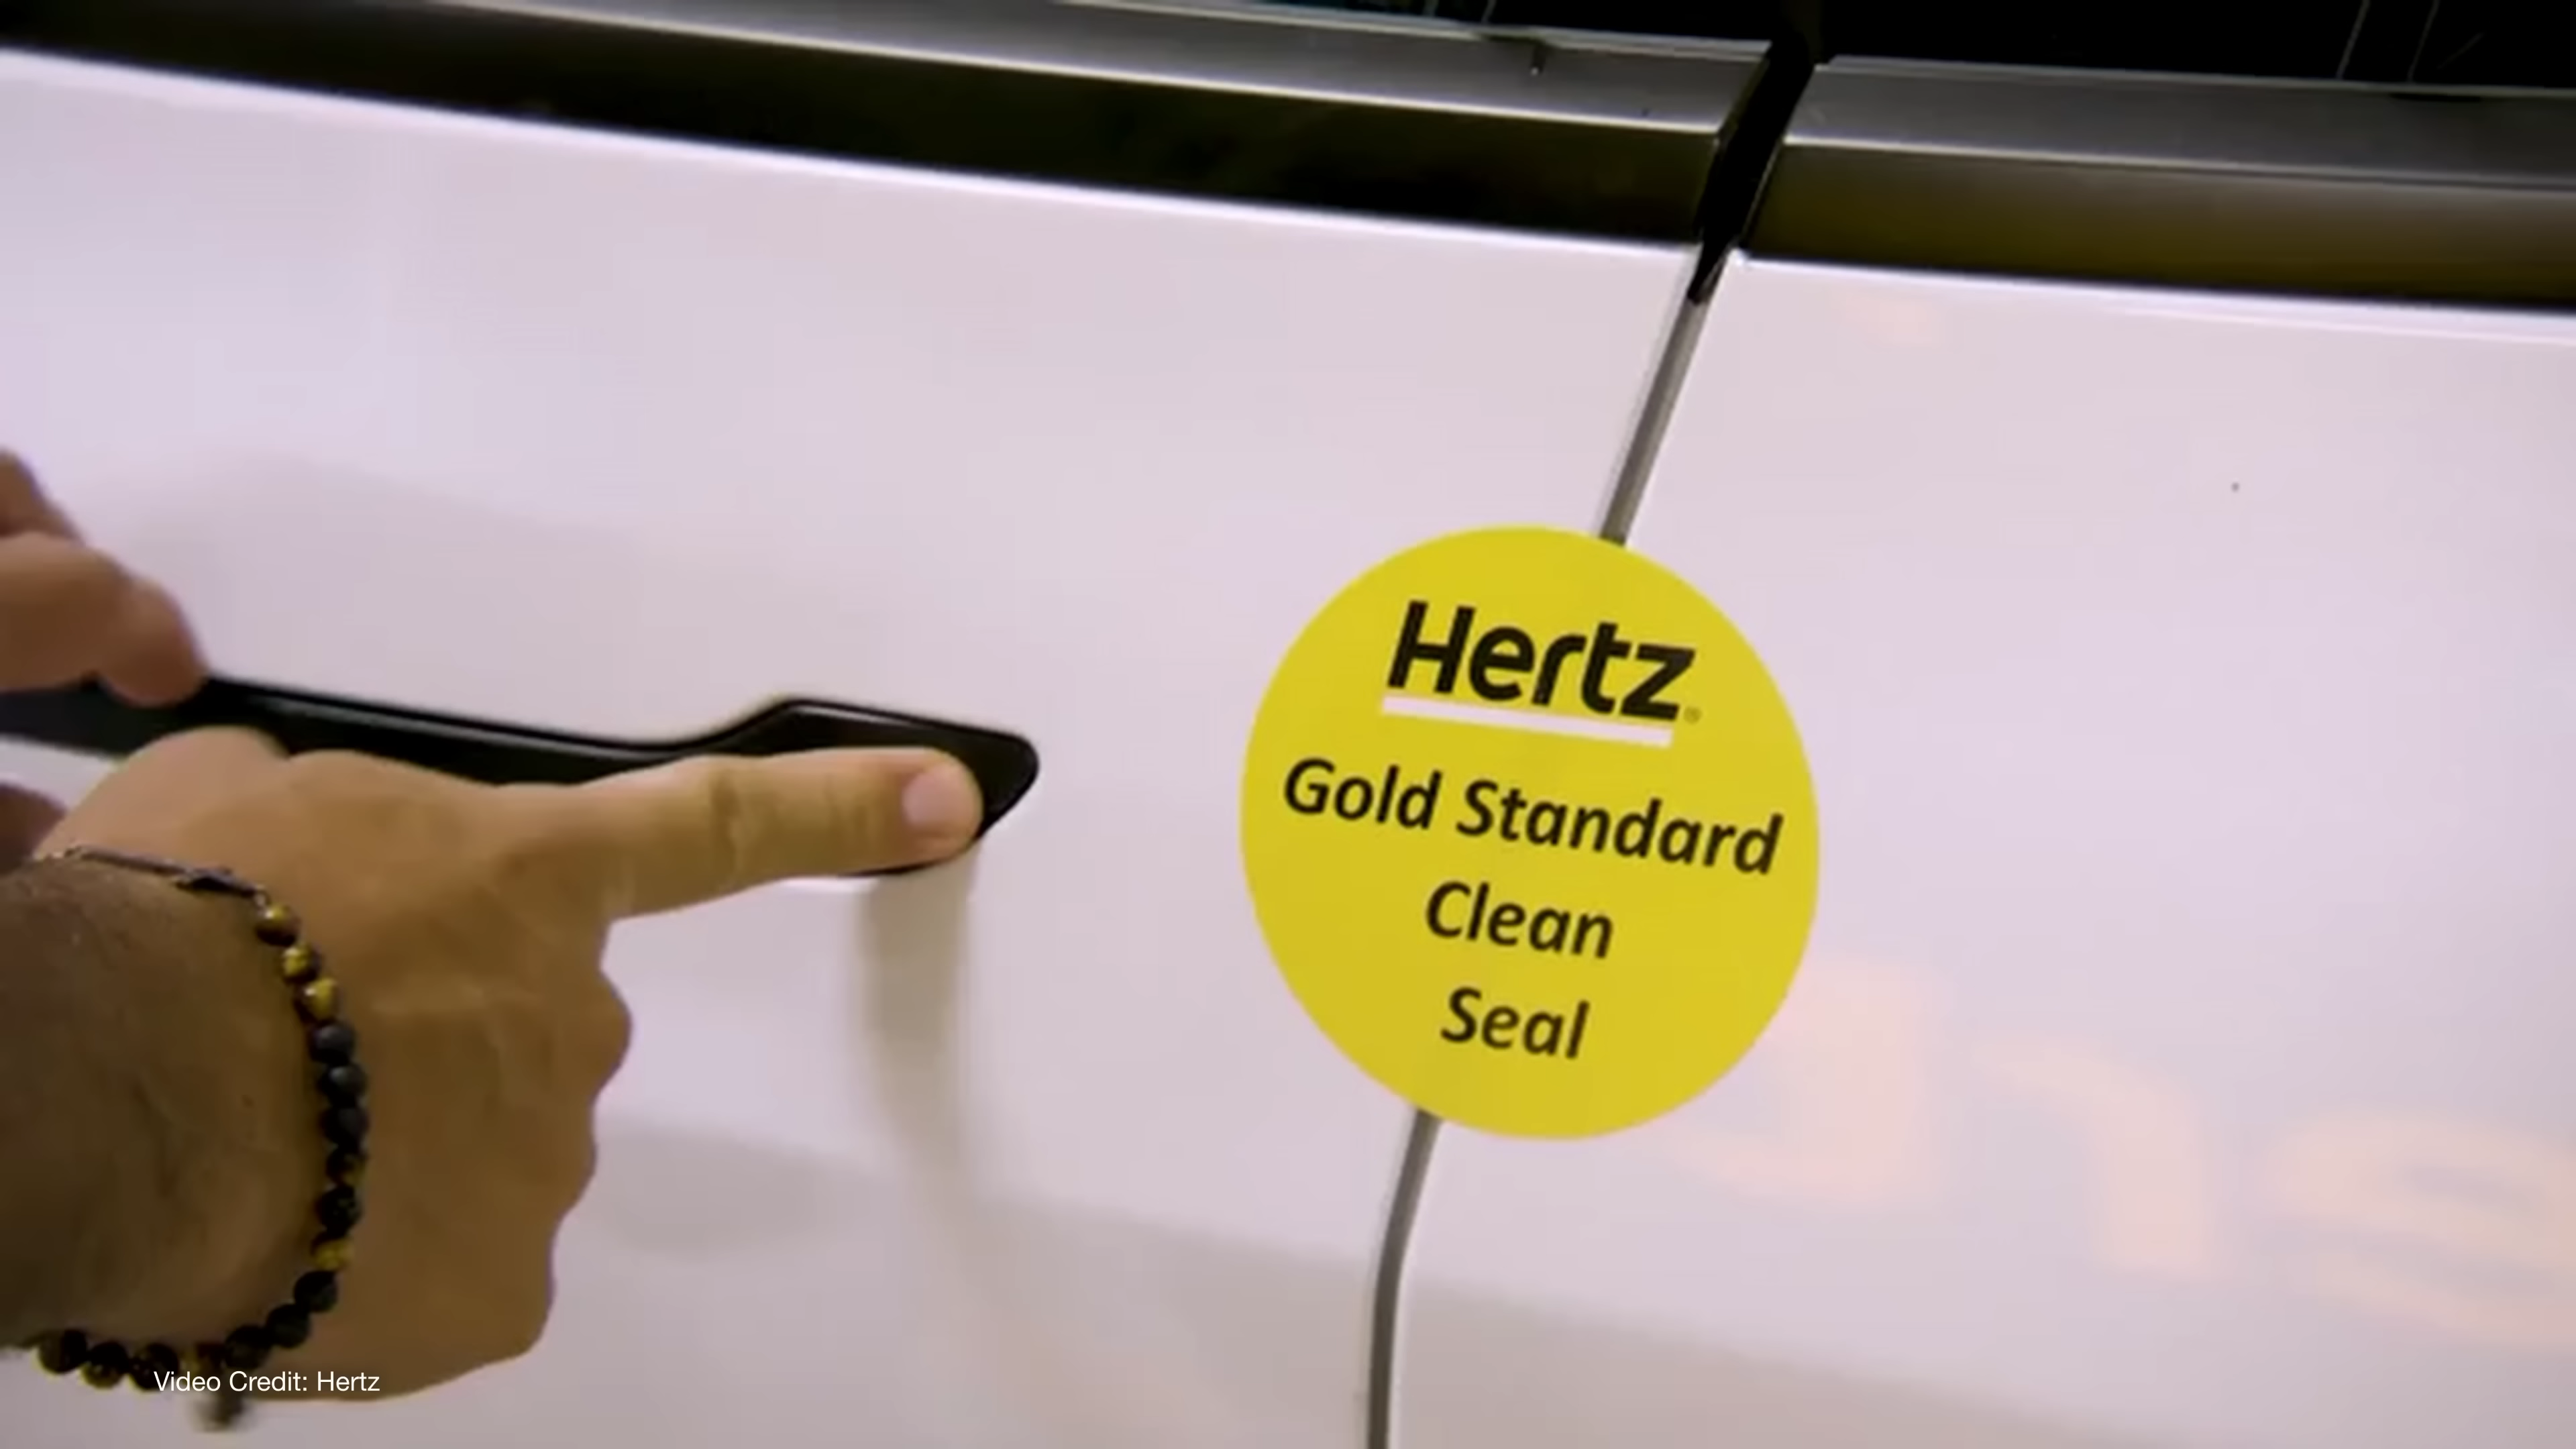 Hertz
Gold Standard
Clean
Seal
Video Credit: Hertz